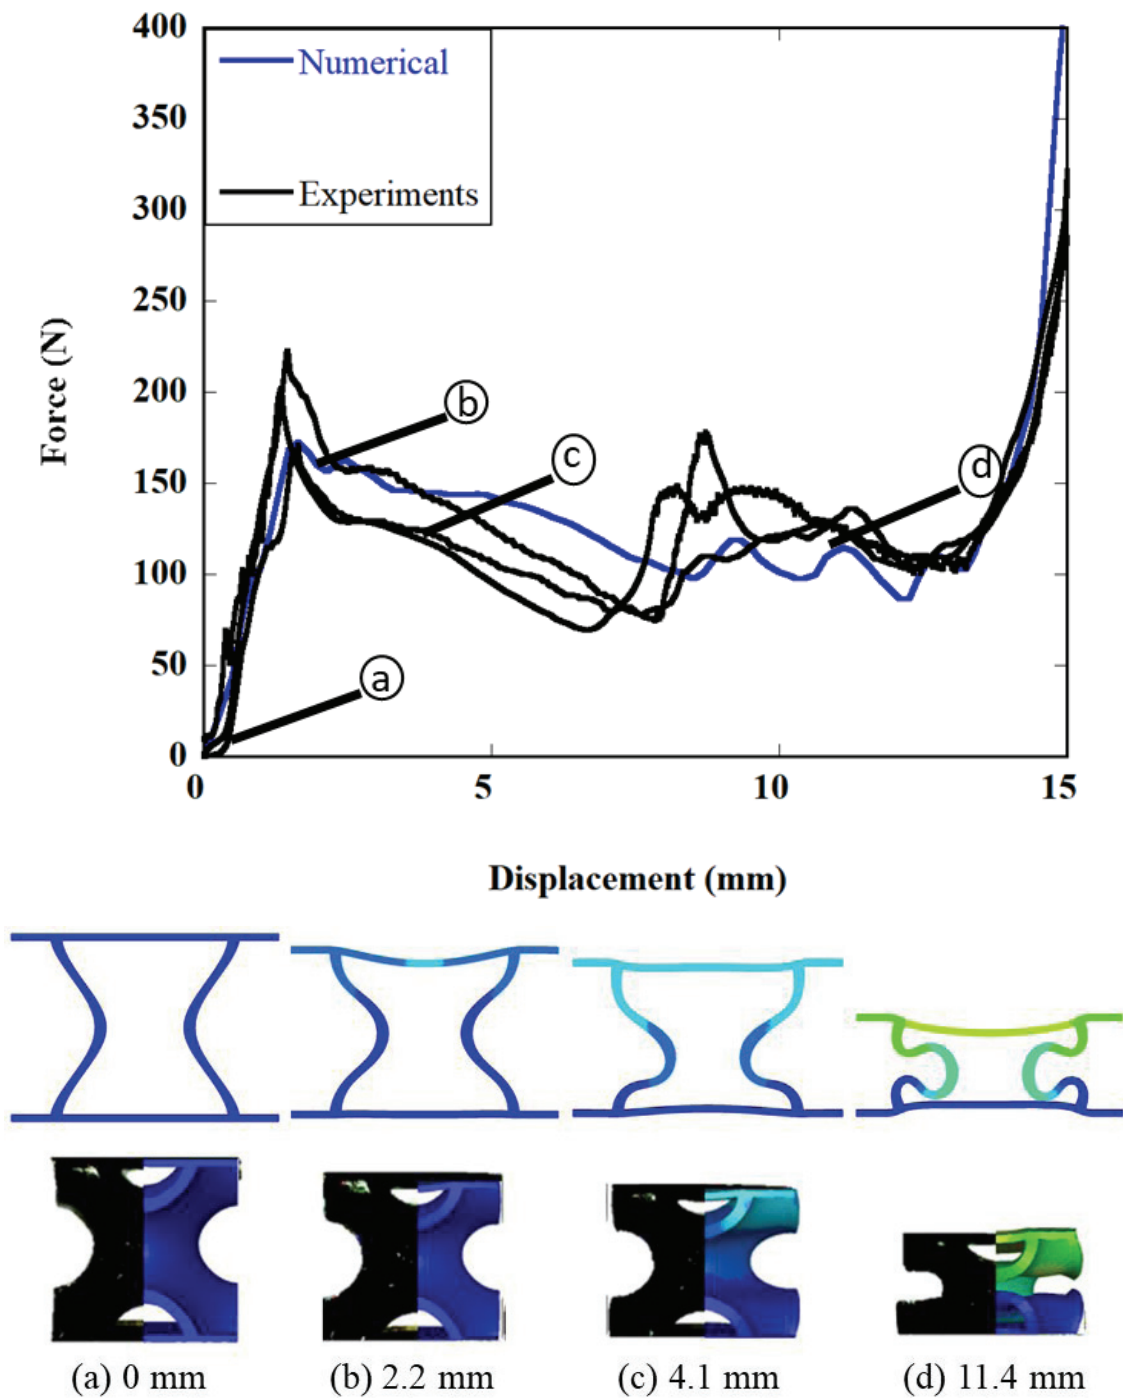 400
Numerical
350
Experiments
300
250
Force (N)
200
b
c
150
d
100
50
a
0
0 5 10 15
Displacement (mm)
(a) 0 mm (b) 2.2 mm (c) 4.1 mm (d) 11.4 mm